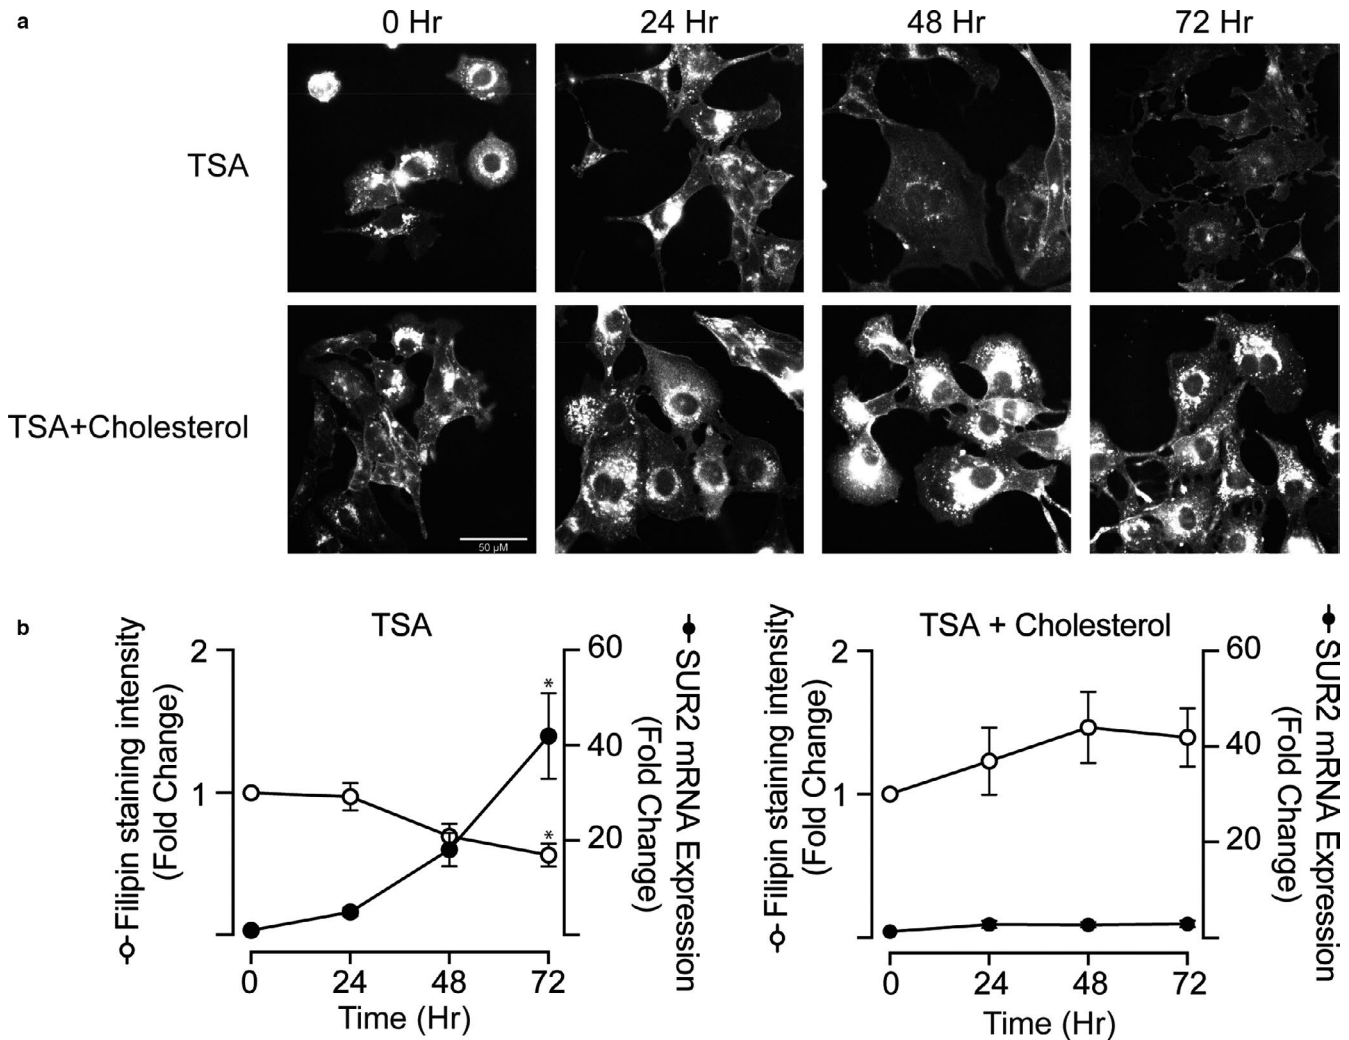 a
0 Hr
24 Hr
48 Hr
72 Hr
TSA
TSA+Cholesterol
50 µM
b
TSA
Filipin staining intensity
(Fold Change)
2
1
60
40
20
SUR2 mRNA Expression
(Fold Change)
*
*
0
24
48
72
Time (Hr)
TSA + Cholesterol
Filipin staining intensity
(Fold Change)
2
1
60
40
20
SUR2 mRNA Expression
(Fold Change)
0
24
48
72
Time (Hr)